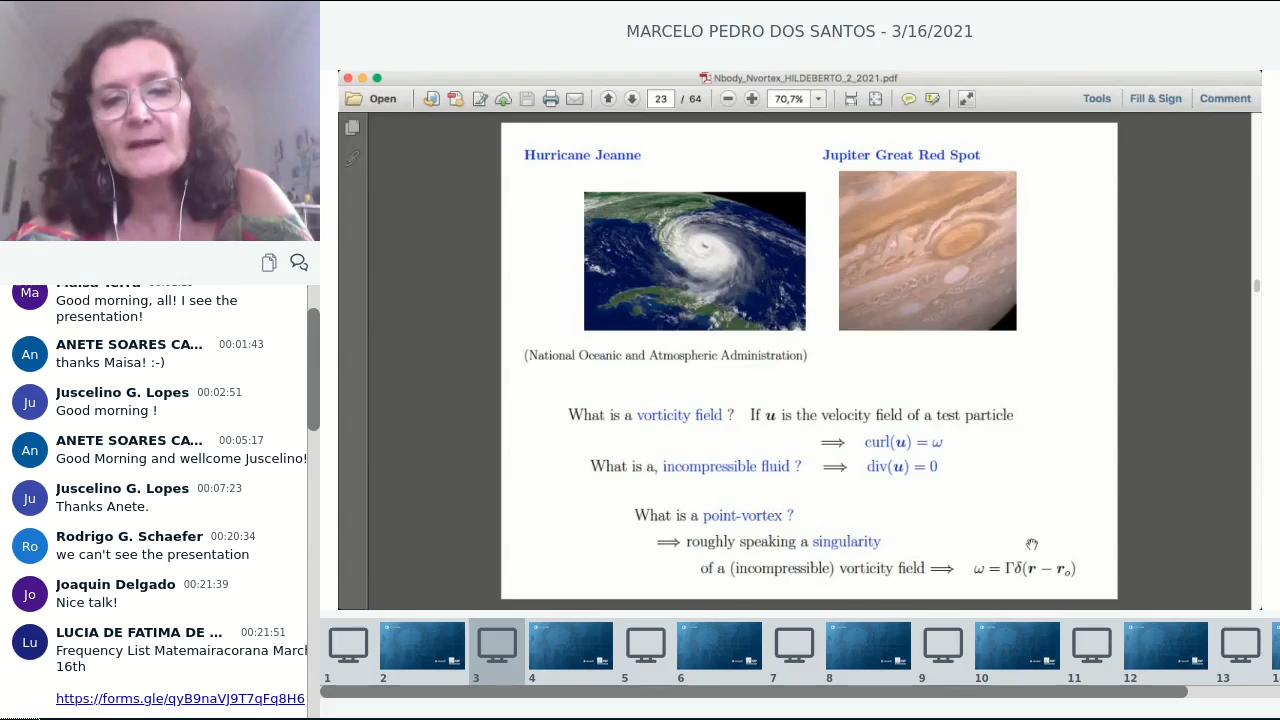 MARCELO PEDRO DOS SANTOS - 3/16/2021
Nbody_Nvortex_HILDEBERTO_2_2021.pdf
Open
23 / 64
70,7%
Tools
Fill & Sign
Comment
Hurricane Jeanne
Jupiter Great Red Spot
(National Oceanic and Atmospheric Administration)
What is a vorticity field ? If u is the velocity field of a test particle
⟹ curl(u) = ω
What is a, incompressible fluid ? ⟹ div(u) = 0
What is a point-vortex ?
⟹ roughly speaking a singularity
of a (incompressible) vorticity field ⟹ ω = Γδ(r − r_o)
Ma
Good morning, all! I see the
presentation!
An
ANETE SOARES CA... 00:01:43
thanks Maisa! :-)
Ju
Juscelino G. Lopes 00:02:51
Good morning !
An
ANETE SOARES CA... 00:05:17
Good Morning and wellcome Juscelino!
Ju
Juscelino G. Lopes 00:07:23
Thanks Anete.
Ro
Rodrigo G. Schaefer 00:20:34
we can't see the presentation
Jo
Joaquin Delgado 00:21:39
Nice talk!
Lu
LUCIA DE FATIMA DE ... 00:21:51
Frequency List Matemairacorana March
16th
https://forms.gle/qyB9naVJ9T7qFq8H6
1
2
3
4
5
6
7
8
9
10
11
12
13